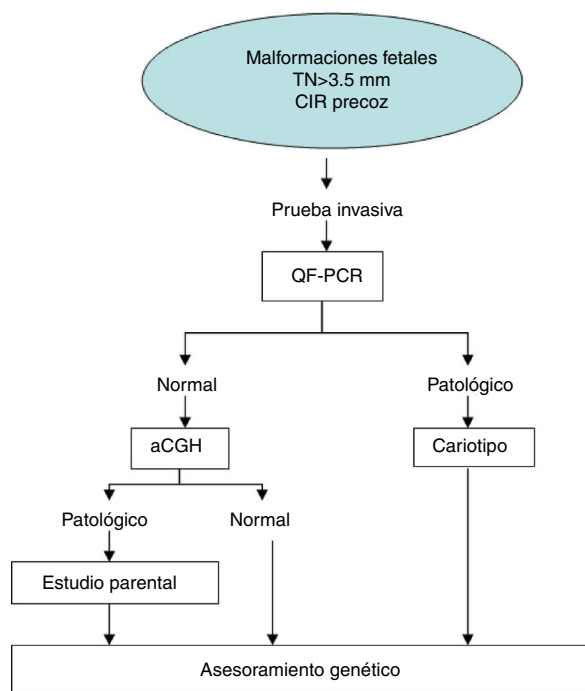 Malformaciones fetales
TN>3.5 mm
CIR precoz
Prueba invasiva
QF-PCR
Normal
Patológico
aCGH
Cariotipo
Patológico
Normal
Estudio parental
Asesoramiento genético